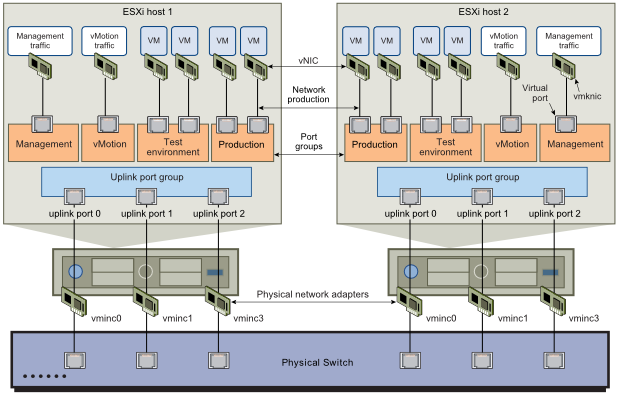 ESXi host 1
ESXi host 2
Management traffic
vMotion traffic
VM
VM
VM
VM
VM
VM
VM
VM
vMotion traffic
Management traffic
vNIC
vmknic
Network production
Virtual port
Management
vMotion
Test environment
Production
Port groups
Production
Test environment
vMotion
Management
Uplink port group
Uplink port group
uplink port 0
uplink port 1
uplink port 2
uplink port 0
uplink port 1
uplink port 2
Physical network adapters
vminc0
vminc1
vminc3
vminc0
vminc1
vminc3
Physical Switch